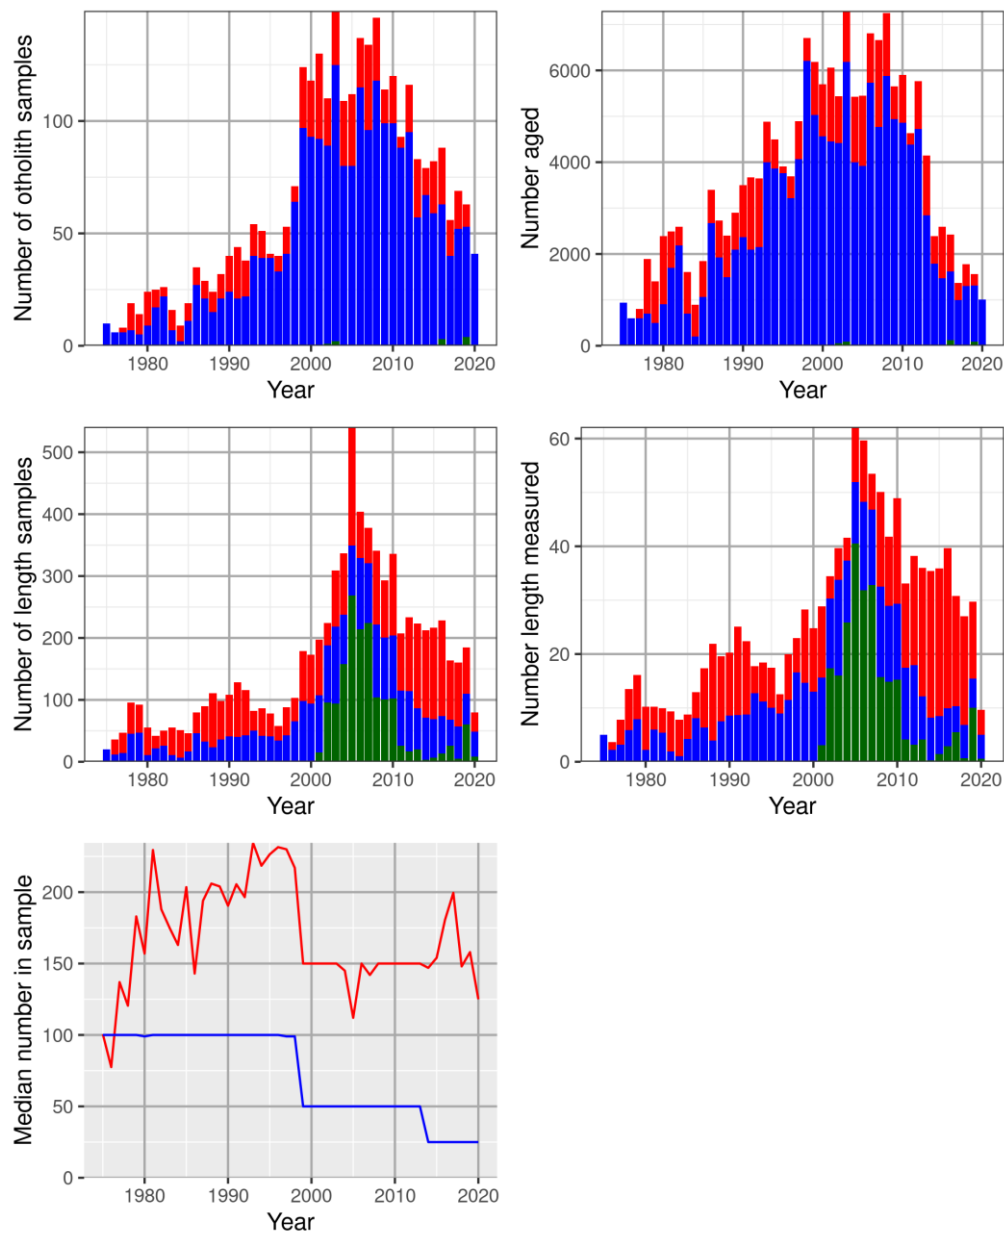 Number of otholith samples
100
50
0
1980 1990 2000 2010 2020
Year
Number aged
6000
4000
2000
0
1980 1990 2000 2010 2020
Year
Number of length samples
500
400
300
200
100
0
1980 1990 2000 2010 2020
Year
Number length measured
60
40
20
0
1980 1990 2000 2010 2020
Year
Median number in sample
200
150
100
50
0
1980 1990 2000 2010 2020
Year